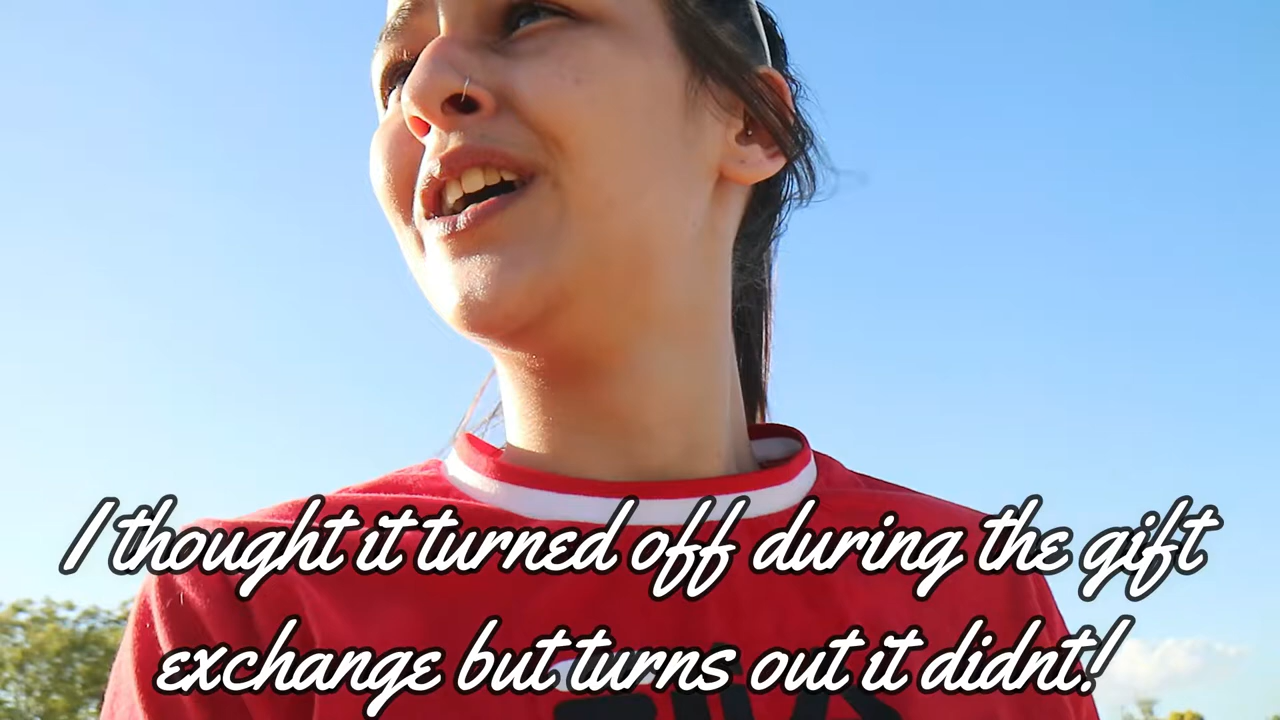 I thought it turned off during the gift
exchange but turns out it didnt!